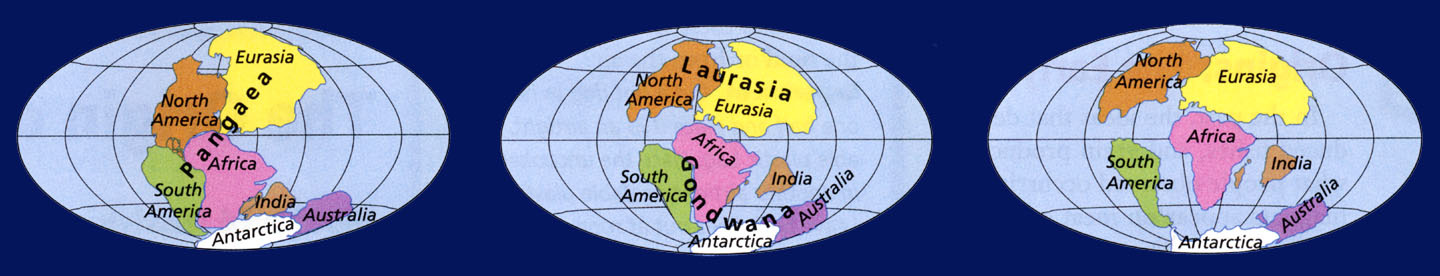 Eurasia
Pangaea
North
America
Africa
South
America
India
Australia
Antarctica
Laurasia
North
America
Eurasia
Africa
Gondwana
South
America
India
Australia
Antarctica
North
America
Eurasia
Africa
South
America
India
Australia
Antarctica